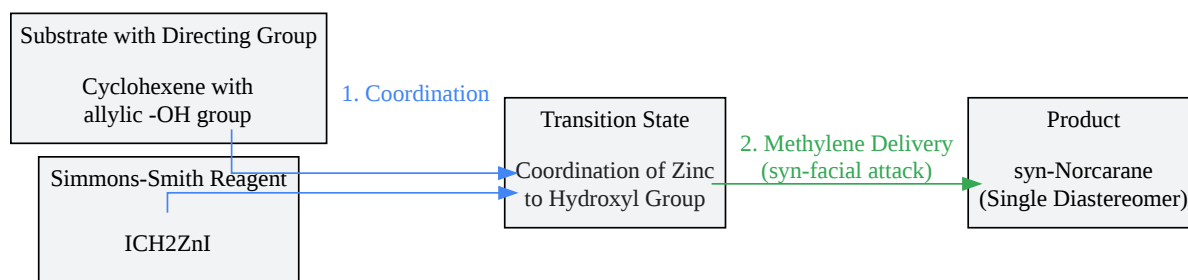 Substrate with Directing Group
Cyclohexene with
allylic -OH group
1. Coordination
Simmons-Smith Reagent
ICH2ZnI
Transition State
Coordination of Zinc
to Hydroxyl Group
2. Methylene Delivery
(syn-facial attack)
Product
syn-Norcarane
(Single Diastereomer)